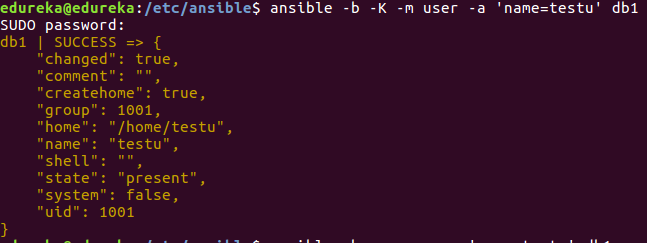 edureka@edureka:/etc/ansible$ ansible -b -K -m user -a 'name=testu' db1
SUDO password:
db1 | SUCCESS => {
    "changed": true,
    "comment": "",
    "createhome": true,
    "group": 1001,
    "home": "/home/testu",
    "name": "testu",
    "shell": "",
    "state": "present",
    "system": false,
    "uid": 1001
}